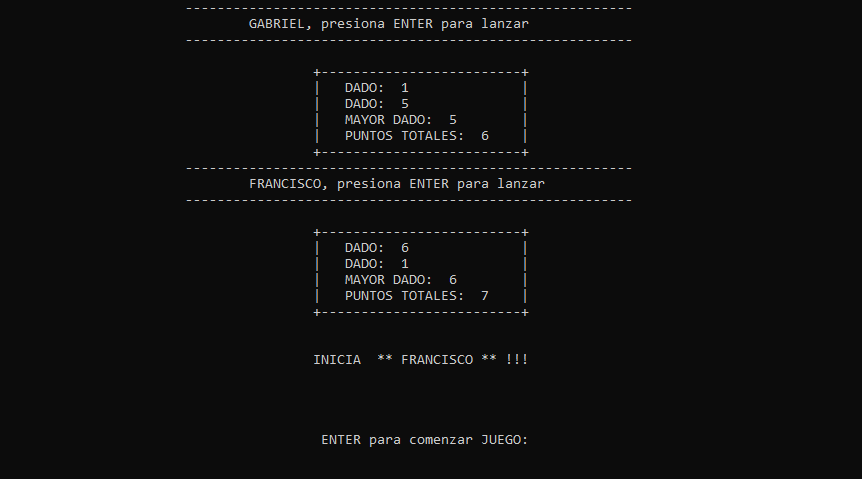 --------------------------------------------------------
GABRIEL, presiona ENTER para lanzar
--------------------------------------------------------
+-------------------------+
|   DADO:  1              |
|   DADO:  5              |
|   MAYOR DADO:  5        |
|   PUNTOS TOTALES:  6    |
+-------------------------+
--------------------------------------------------------
FRANCISCO, presiona ENTER para lanzar
--------------------------------------------------------
+-------------------------+
|   DADO:  6              |
|   DADO:  1              |
|   MAYOR DADO:  6        |
|   PUNTOS TOTALES:  7    |
+-------------------------+
INICIA  ** FRANCISCO ** !!!
ENTER para comenzar JUEGO: